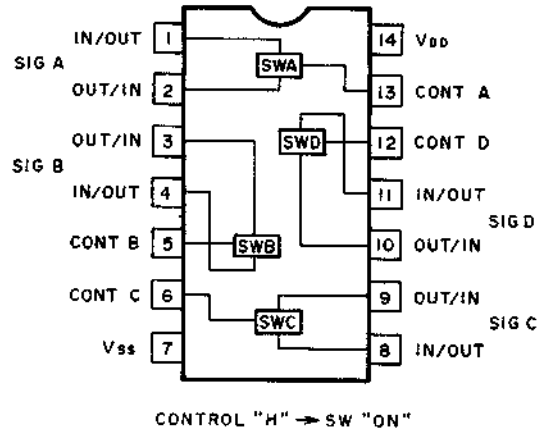 IN/OUT 1 14 VDD
SIG A SWA
OUT/IN 2 13 CONT A
OUT/IN 3 SWD 12 CONT D
SIG B
IN/OUT 4 11 IN/OUT
SIG D
CONT B 5 SWB 10 OUT/IN
CONT C 6 9 OUT/IN
SWC SIG C
VSS 7 8 IN/OUT
CONTROL "H" → SW "ON"